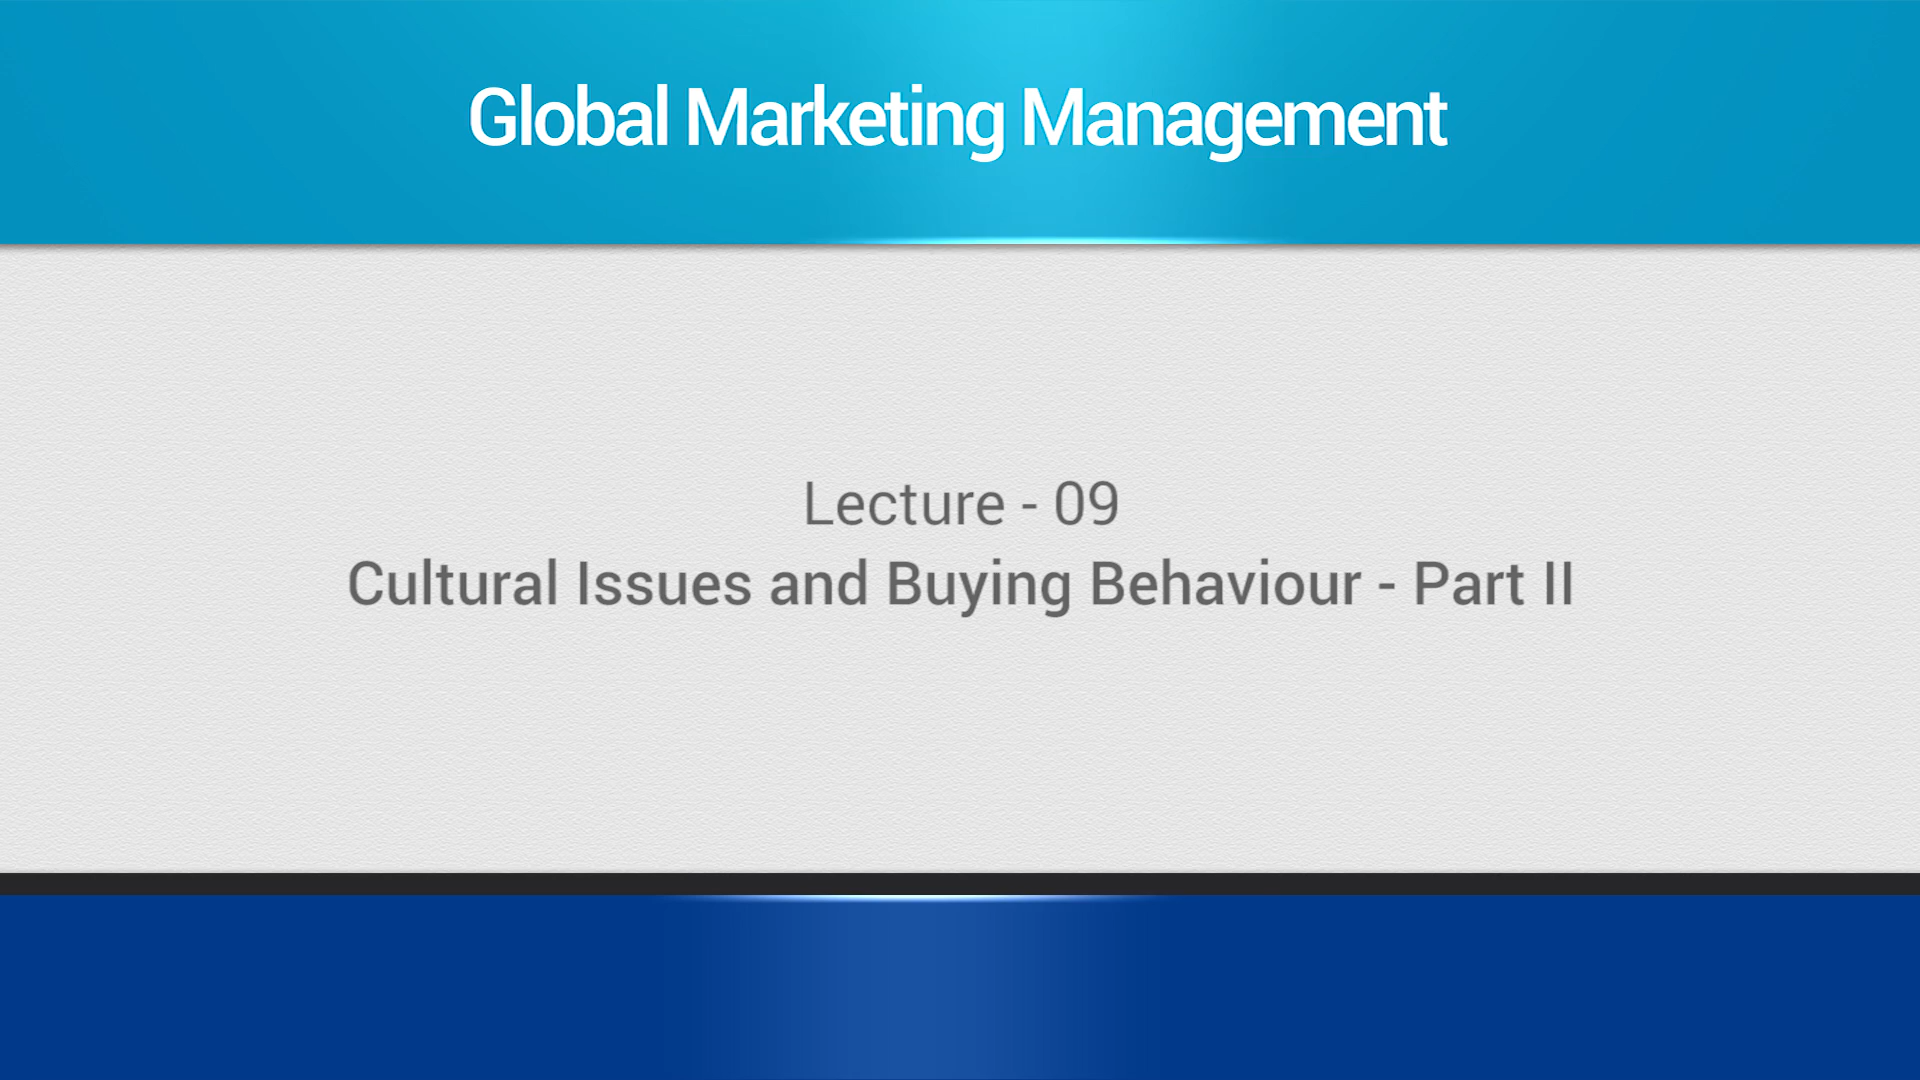 Global Marketing Management
Lecture - 09
Cultural Issues and Buying Behaviour - Part II